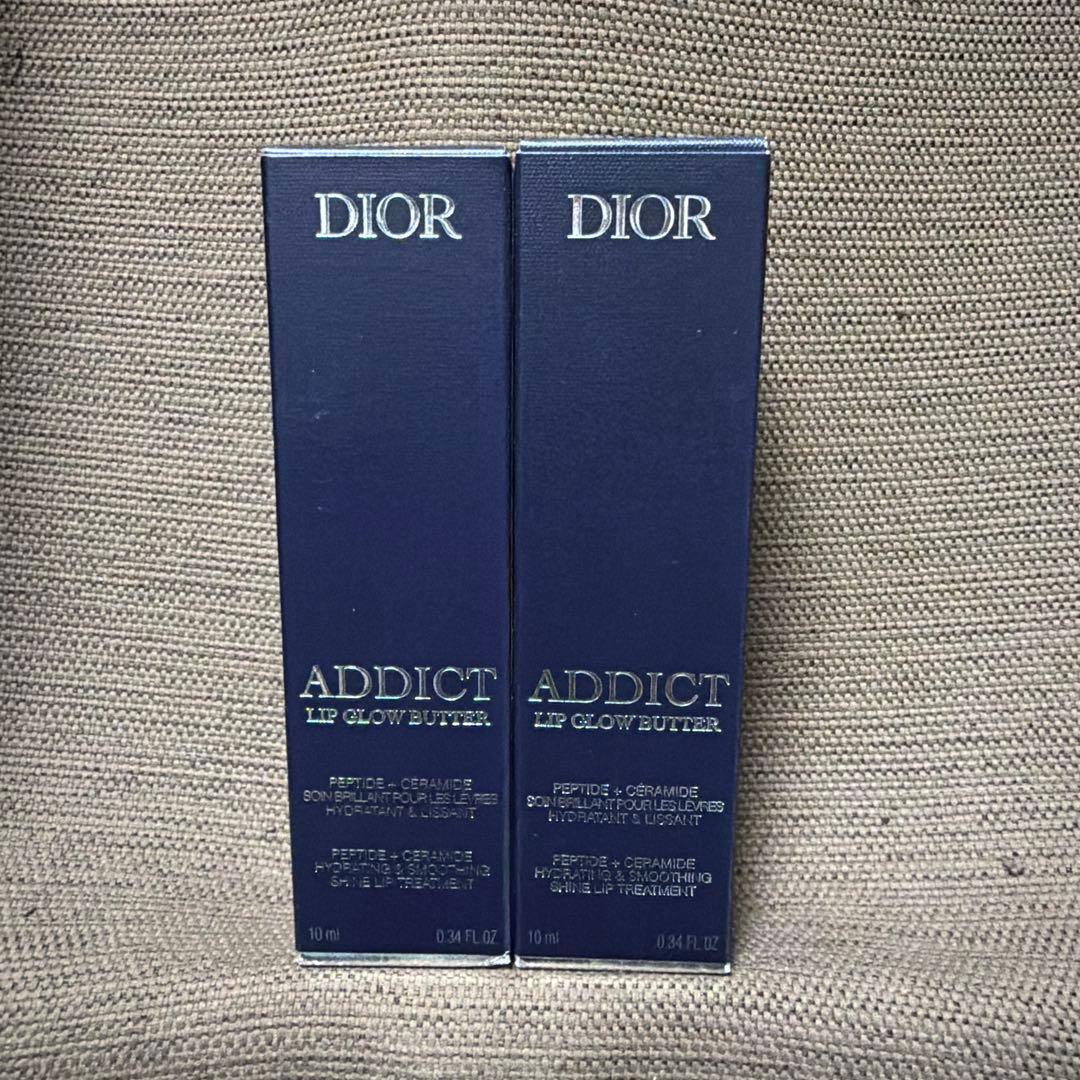 DIOR
ADDICT
LIP GLOW BUTTER
PEPTIDE + CÉRAMIDE
SOIN BRILLANT POUR LES LÈVRES
HYDRATANT & LISSANT
PEPTIDE + CERAMIDE
HYDRATING & SMOOTHING
SHINE LIP TREATMENT
10 ml 0.34 FL.OZ
DIOR
ADDICT
LIP GLOW BUTTER
PEPTIDE + CÉRAMIDE
SOIN BRILLANT POUR LES LÈVRES
HYDRATANT & LISSANT
PEPTIDE + CERAMIDE
HYDRATING & SMOOTHING
SHINE LIP TREATMENT
10 ml 0.34 FL.OZ